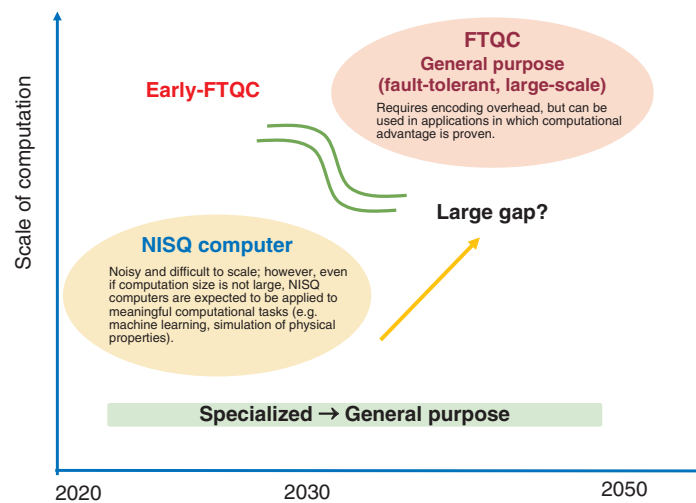 Scale of computation
FTQC
General purpose
(fault-tolerant, large-scale)
Requires encoding overhead, but can be
used in applications in which computational
advantage is proven.
Early-FTQC
Large gap?
NISQ computer
Noisy and difficult to scale; however, even
if computation size is not large, NISQ
computers are expected to be applied to
meaningful computational tasks (e.g.
machine learning, simulation of physical
properties).
Specialized → General purpose
2020
2030
2050